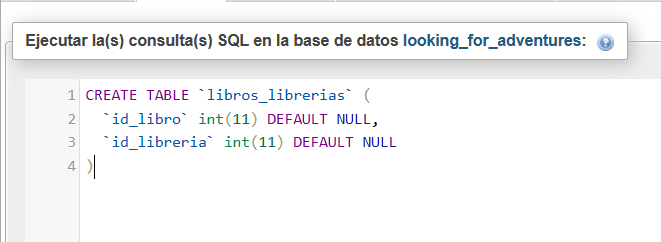 Ejecutar la(s) consulta(s) SQL en la base de datos looking_for_adventures:
1 CREATE TABLE `libros_librerias` (
2   `id_libro` int(11) DEFAULT NULL,
3   `id_libreria` int(11) DEFAULT NULL
4 )